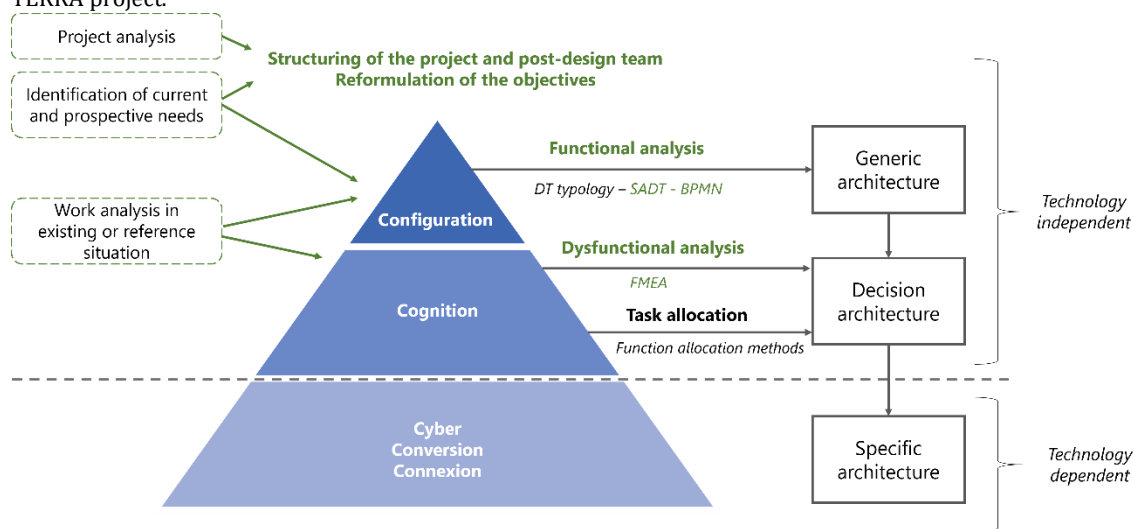 TERRA project.
Project analysis
Structuring of the project and post-design team
Reformulation of the objectives
Identification of current
and prospective needs
Functional analysis
DT typology – SADT - BPMN
Generic
architecture
Technology
independent
Work analysis in
existing or reference
situation
Configuration
Dysfunctional analysis
FMEA
Cognition
Task allocation
Function allocation methods
Decision
architecture
Cyber
Conversion
Connexion
Specific
architecture
Technology
dependent